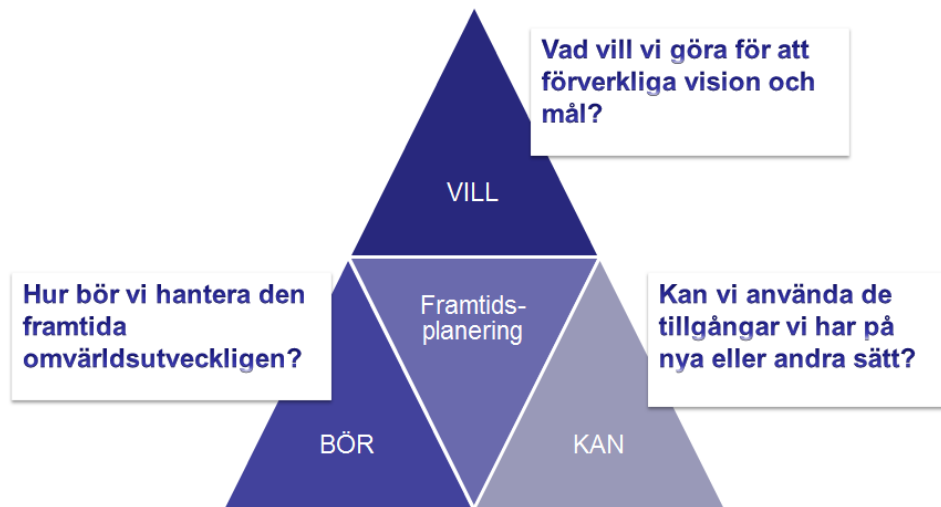 Vad vill vi göra för att
förverkliga vision och
mål?
VILL
Hur bör vi hantera den
framtida
omvärldsutveckligen?
Framtids-
planering
Kan vi använda de
tillgångar vi har på
nya eller andra sätt?
BÖR
KAN